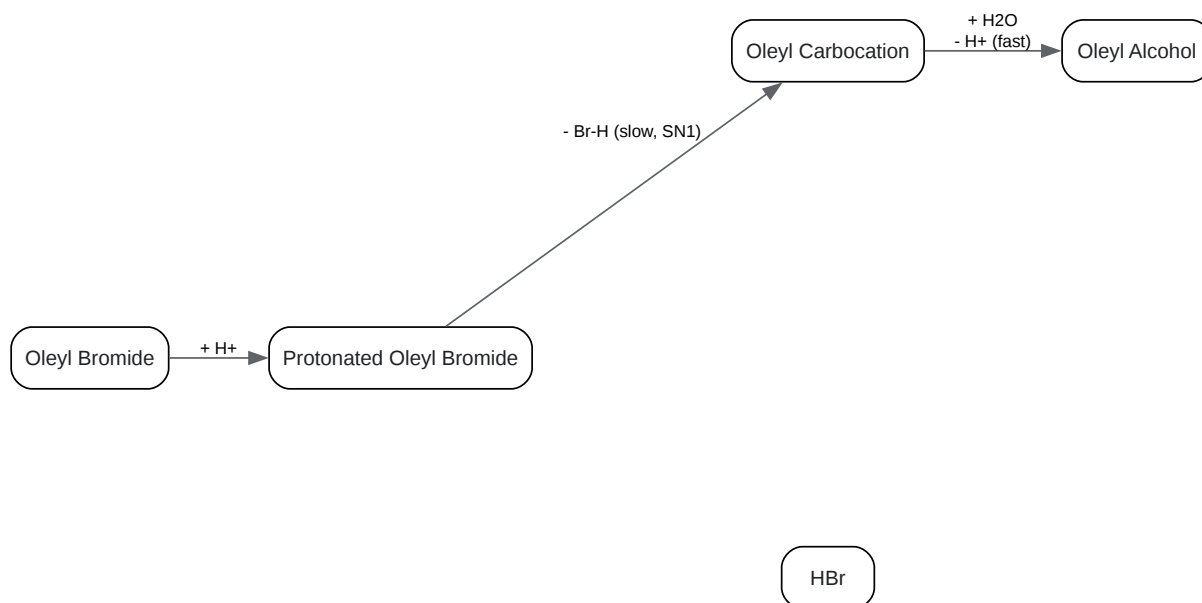 + H2O
- H+ (fast)
Oleyl Carbocation
Oleyl Alcohol
- Br-H (slow, SN1)
Oleyl Bromide
+ H+
Protonated Oleyl Bromide
HBr